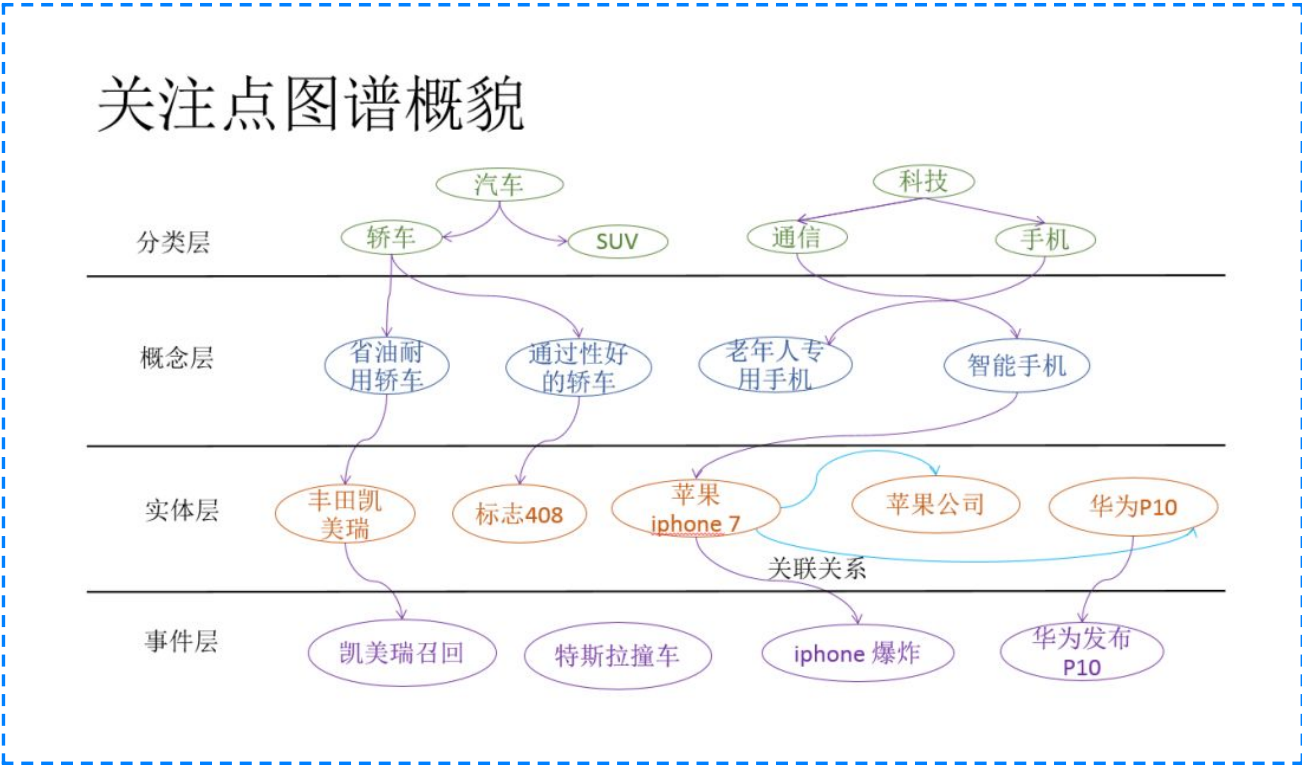 关注点图谱概貌
汽车
科技
分类层
轿车
SUV
通信
手机
概念层
省油耐
用轿车
通过性好
的轿车
老年人专
用手机
智能手机
实体层
丰田凯
美瑞
标志408
苹果
iphone 7
苹果公司
华为P10
关联关系
事件层
凯美瑞召回
特斯拉撞车
iphone 爆炸
华为发布
P10